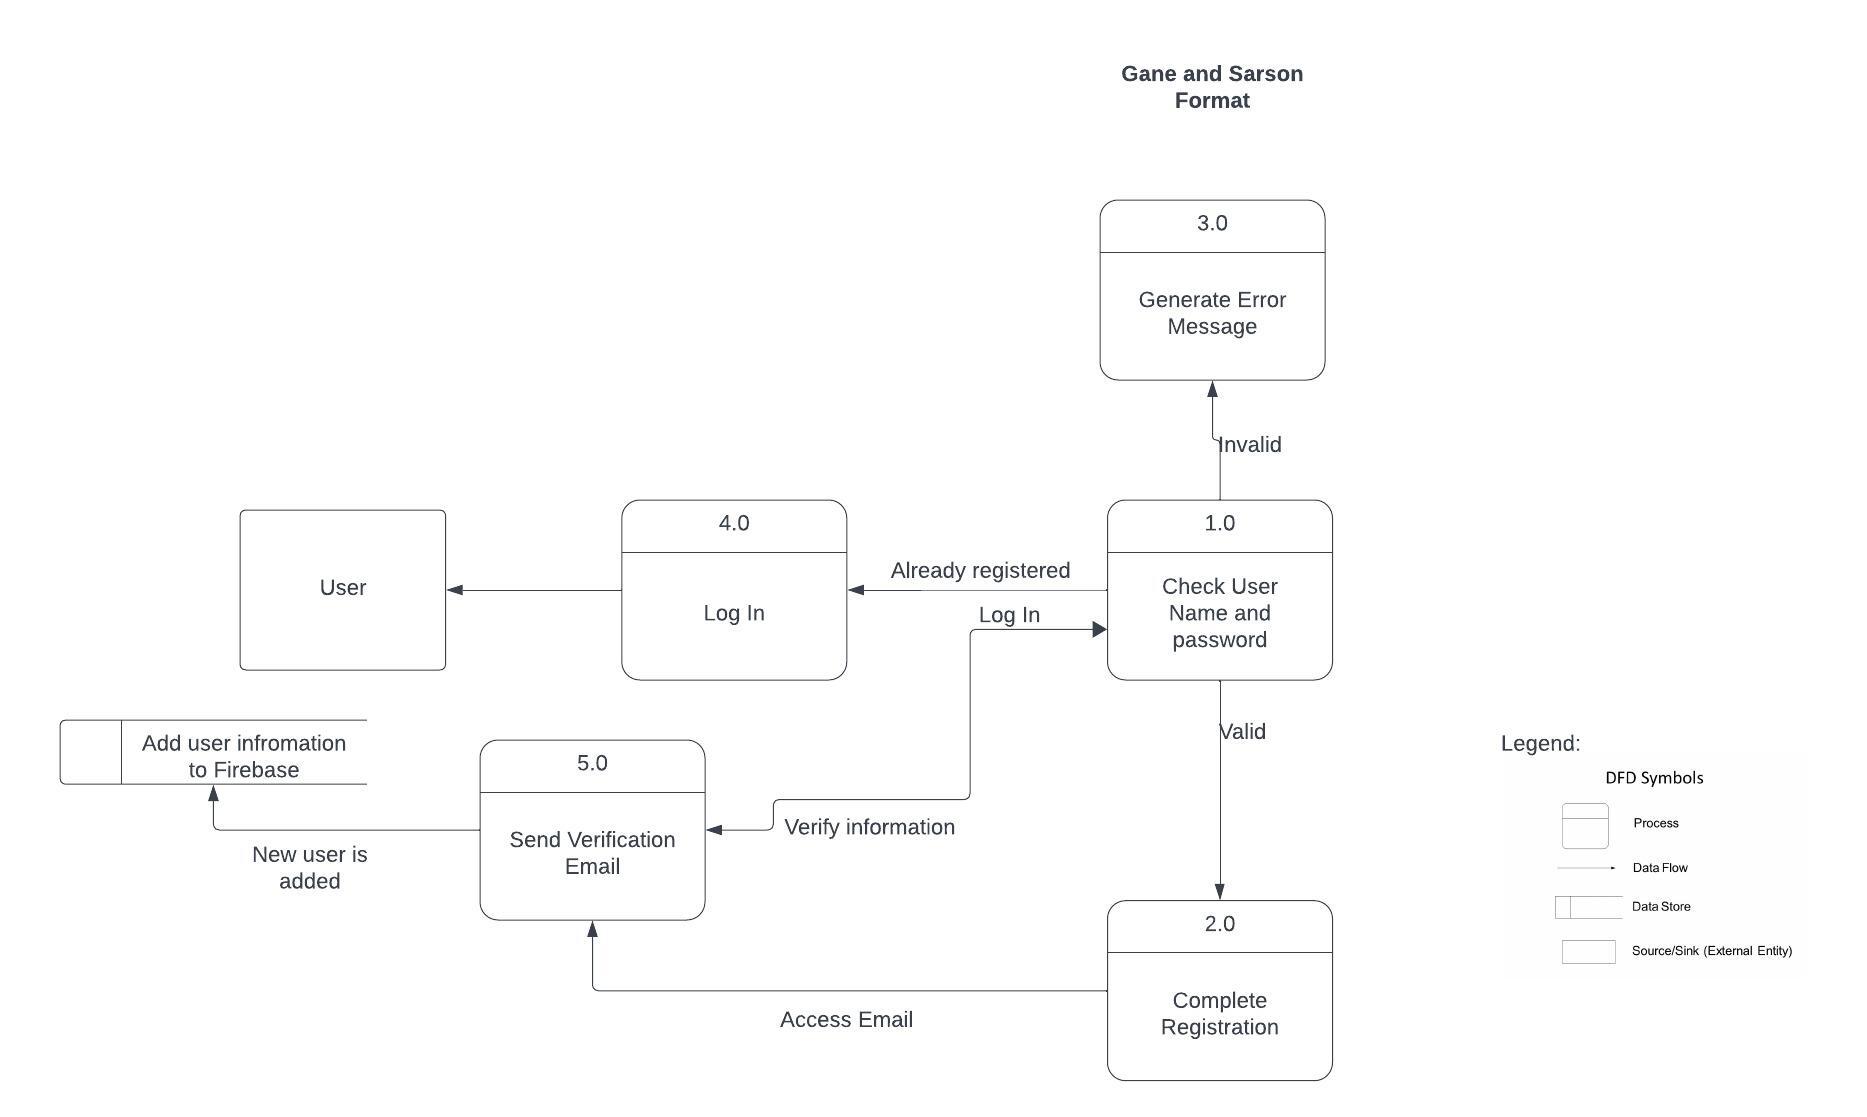 Gane and Sarson
Format
3.0
Generate Error
Message
Invalid
User
4.0
Log In
Already registered
Log In
1.0
Check User
Name and
password
Add user infromation
to Firebase
New user is
added
5.0
Send Verification
Email
Verify information
Valid
Access Email
2.0
Complete
Registration
Legend:
DFD Symbols
Process
Data Flow
Data Store
Source/Sink (External Entity)